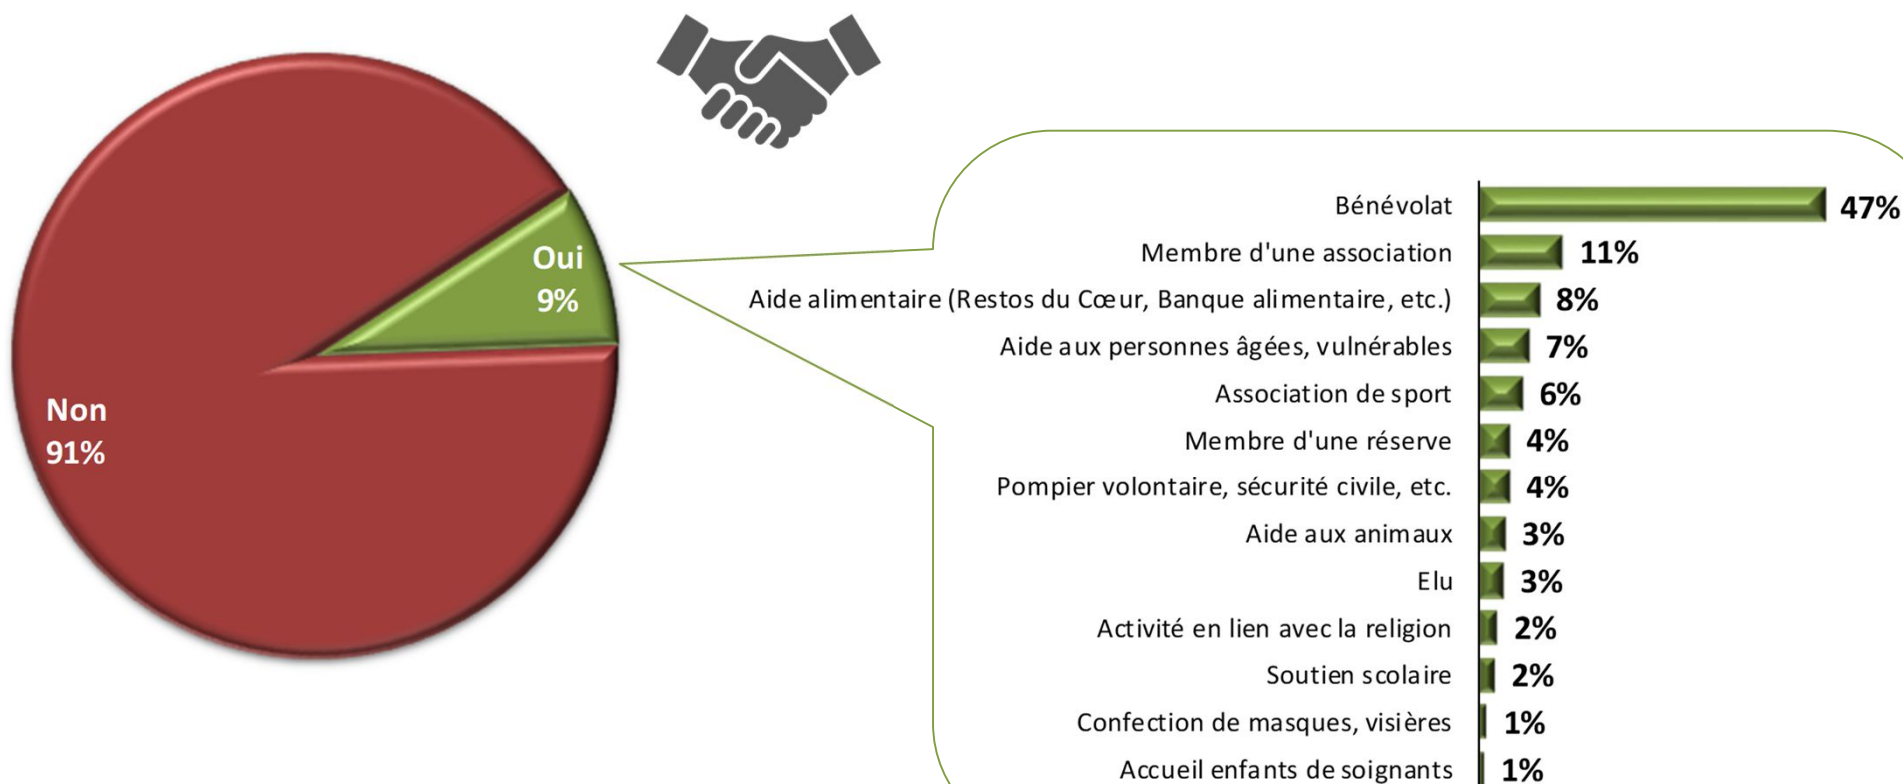 Oui
9%
Non
91%
Bénévolat 47%
Membre d'une association 11%
Aide alimentaire (Restos du Cœur, Banque alimentaire, etc.) 8%
Aide aux personnes âgées, vulnérables 7%
Association de sport 6%
Membre d'une réserve 4%
Pompier volontaire, sécurité civile, etc. 4%
Aide aux animaux 3%
Elu 3%
Activité en lien avec la religion 2%
Soutien scolaire 2%
Confection de masques, visières 1%
Accueil enfants de soignants 1%